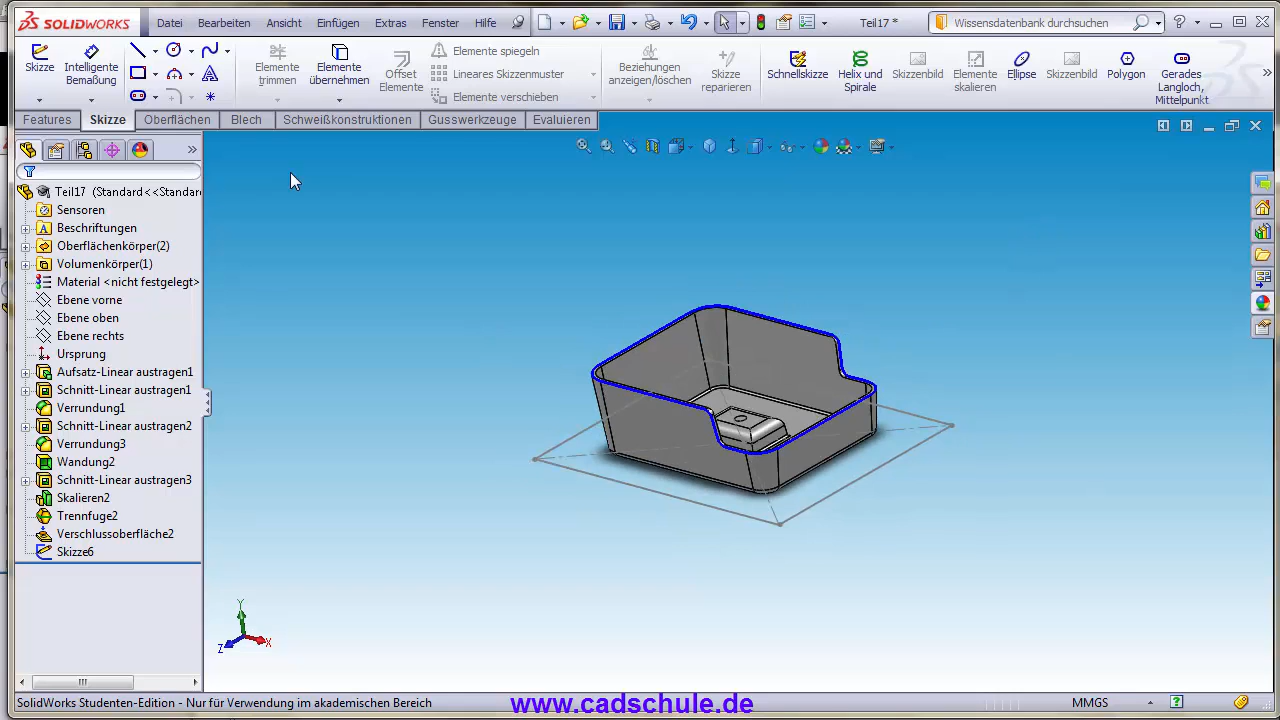 SOLIDWORKS
Datei Bearbeiten Ansicht Einfügen Extras Fenster Hilfe
Teil17 *
Wissensdatenbank durchsuchen
Skizze
Intelligente
Bemaßung
Elemente
trimmen
Elemente
übernehmen
Offset
Elemente
Elemente spiegeln
Lineares Skizzenmuster
Elemente verschieben
Beziehungen
anzeigen/löschen
Skizze
reparieren
Schnellskizze
Helix und
Spirale
Skizzenbild
Elemente
skalieren
Ellipse
Skizzenbild
Polygon
Gerades
Langloch,
Mittelpunkt
Features Skizze Oberflächen Blech Schweißkonstruktionen Gusswerkzeuge Evaluieren
Teil17 (Standard<<Standard
Sensoren
Beschriftungen
Oberflächenkörper(2)
Volumenkörper(1)
Material <nicht festgelegt>
Ebene vorne
Ebene oben
Ebene rechts
Ursprung
Aufsatz-Linear austragen1
Schnitt-Linear austragen1
Verrundung1
Schnitt-Linear austragen2
Verrundung3
Wandung2
Schnitt-Linear austragen3
Skalieren2
Trennfuge2
Verschlussoberfläche2
Skizze6
Y
Z
X
SolidWorks Studenten-Edition - Nur für Verwendung im akademischen Bereich
www.cadschule.de
MMGS